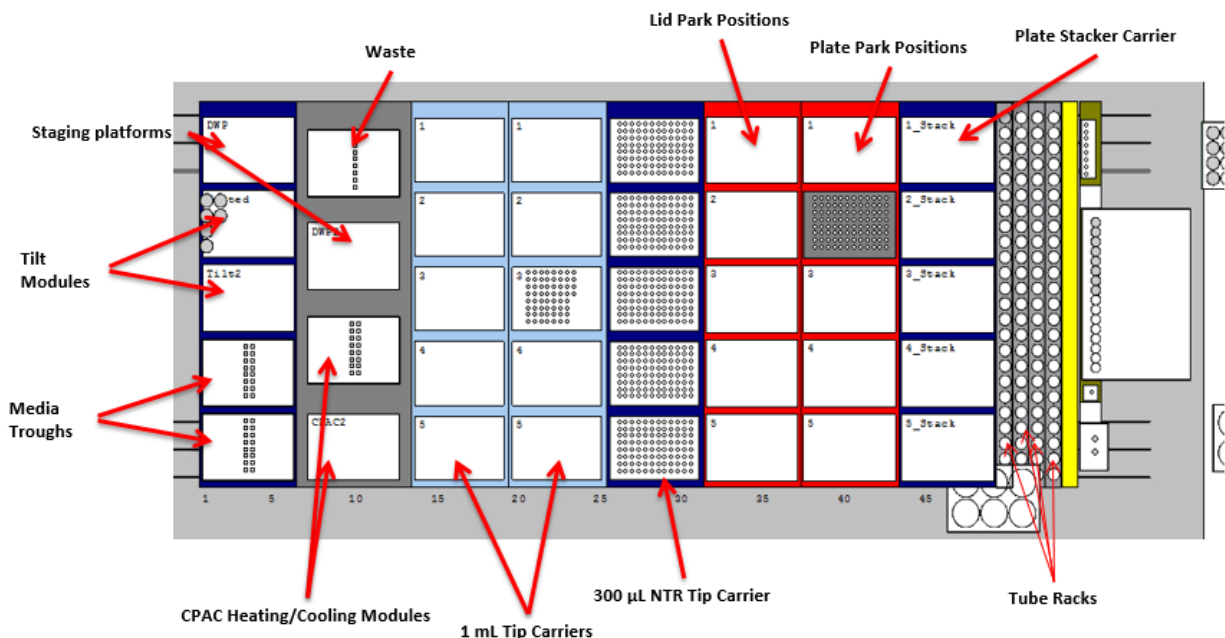 Lid Park Positions
Plate Park Positions
Plate Stacker Carrier
Waste
Staging platforms
DWP
1
1
1
1
1_Stack
ted
DWP
2
2
2
2_Stack
Tilt
Modules
Tilt2
3
3
3
3
3_Stack
Media
Troughs
4
4
4
4
4_Stack
CPAC2
5
5
5
5
5_Stack
1 5 10 15 20 25 35 40 45
CPAC Heating/Cooling Modules
1 mL Tip Carriers
300 µL NTR Tip Carrier
Tube Racks